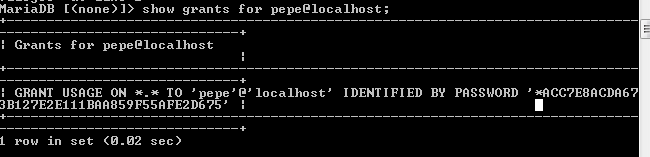 MariaDB [(none)]> show grants for pepe@localhost;
+-------------------------------------------------------------------------------
------------------------------+
¦ Grants for pepe@localhost
                              ¦
+-------------------------------------------------------------------------------
------------------------------+
¦ GRANT USAGE ON *.* TO 'pepe'@'localhost' IDENTIFIED BY PASSWORD '*ACC7E8ACDA67
3B127E2E111BAA859F55AFE2D675' ¦
+-------------------------------------------------------------------------------
------------------------------+
1 row in set (0.02 sec)